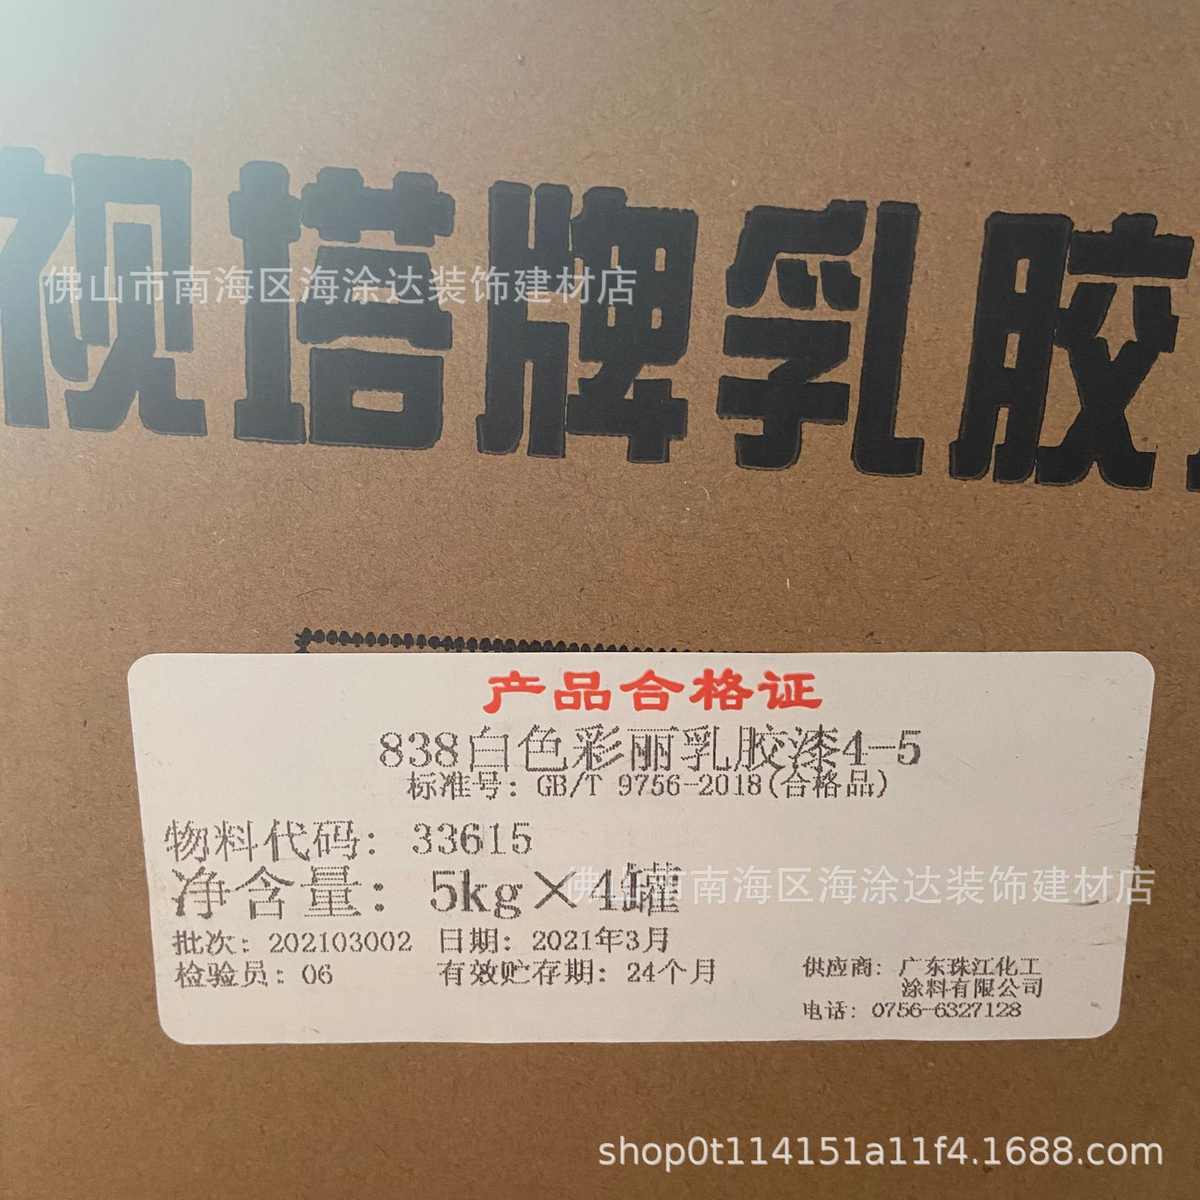 视塔牌乳胶
佛山市南海区海涂达装饰建材店
产品合格证
838白色彩丽乳胶漆4-5
标准号: GB/T 9756-2018(合格品)
物料代码: 33615
净含量: 5kg×4罐
佛山市南海区海涂达装饰建材店
批次: 202103002 日期: 2021年3月
检验员: 06 有效贮存期: 24个月
供应商: 广东珠江化工
涂料有限公司
电话: 0756-6327128
shop0t114151a11f4.1688.com